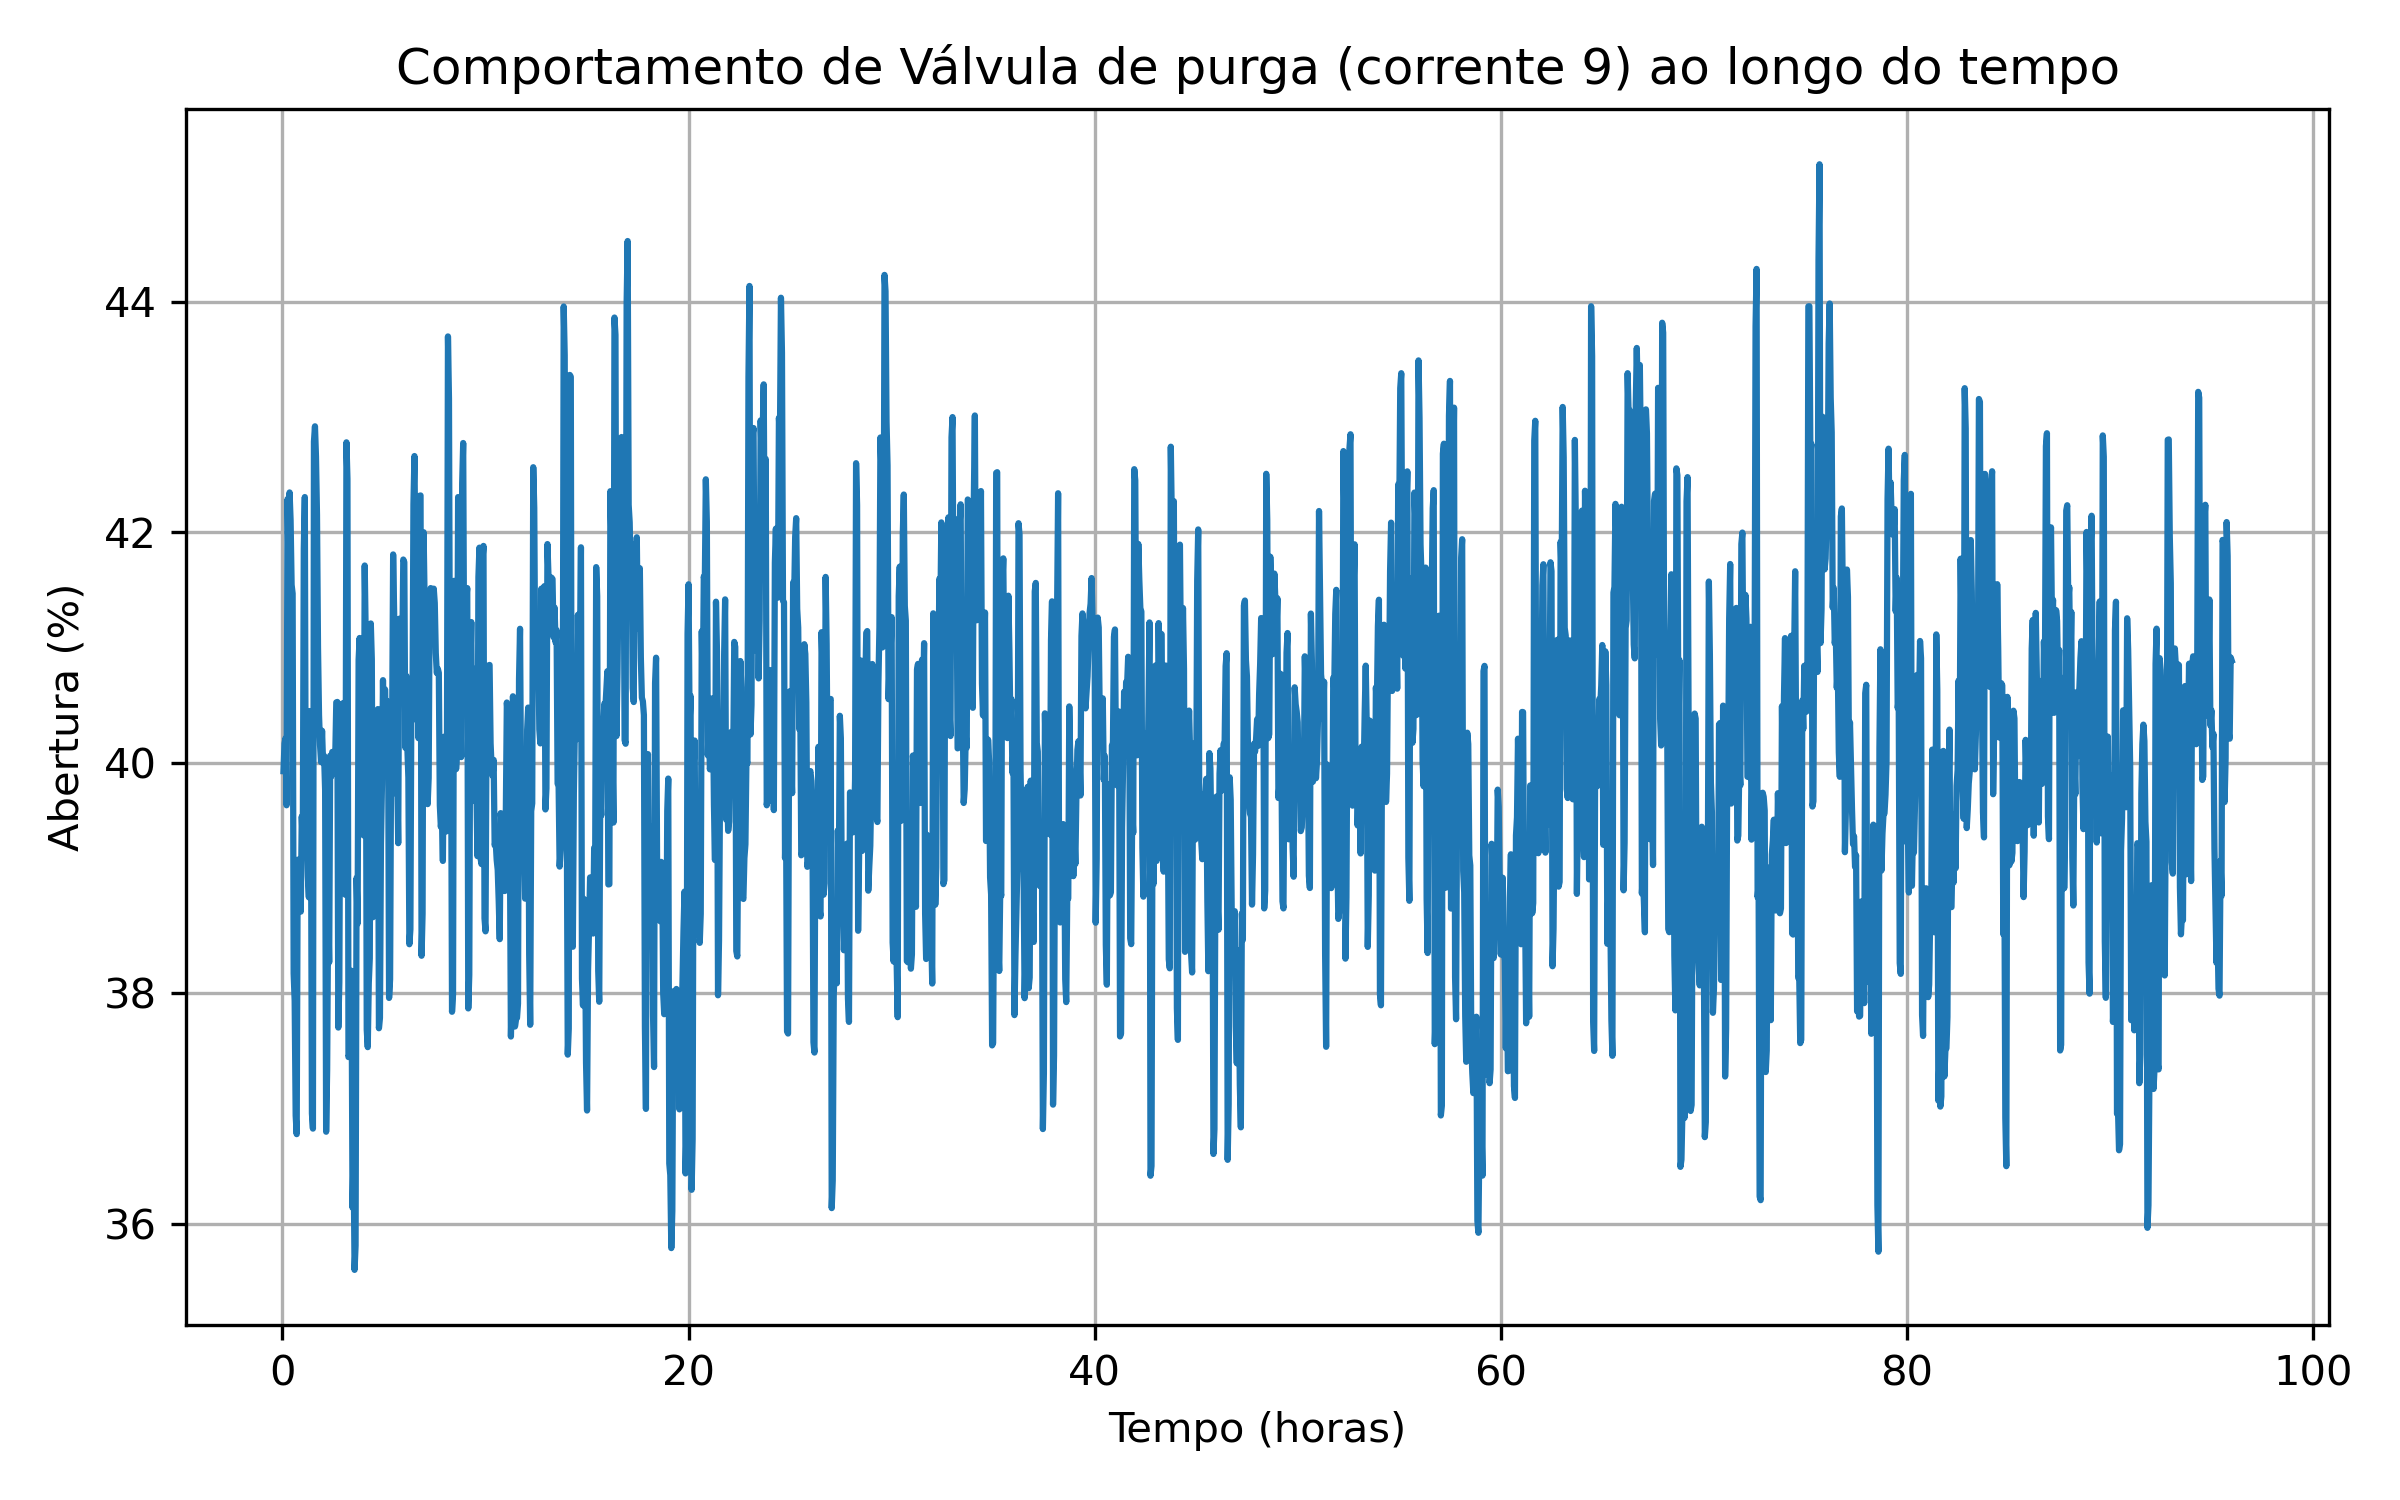 Comportamento de Válvula de purga (corrente 9) ao longo do tempo
Abertura (%)
44
42
40
38
36
0 20 40 60 80 100
Tempo (horas)